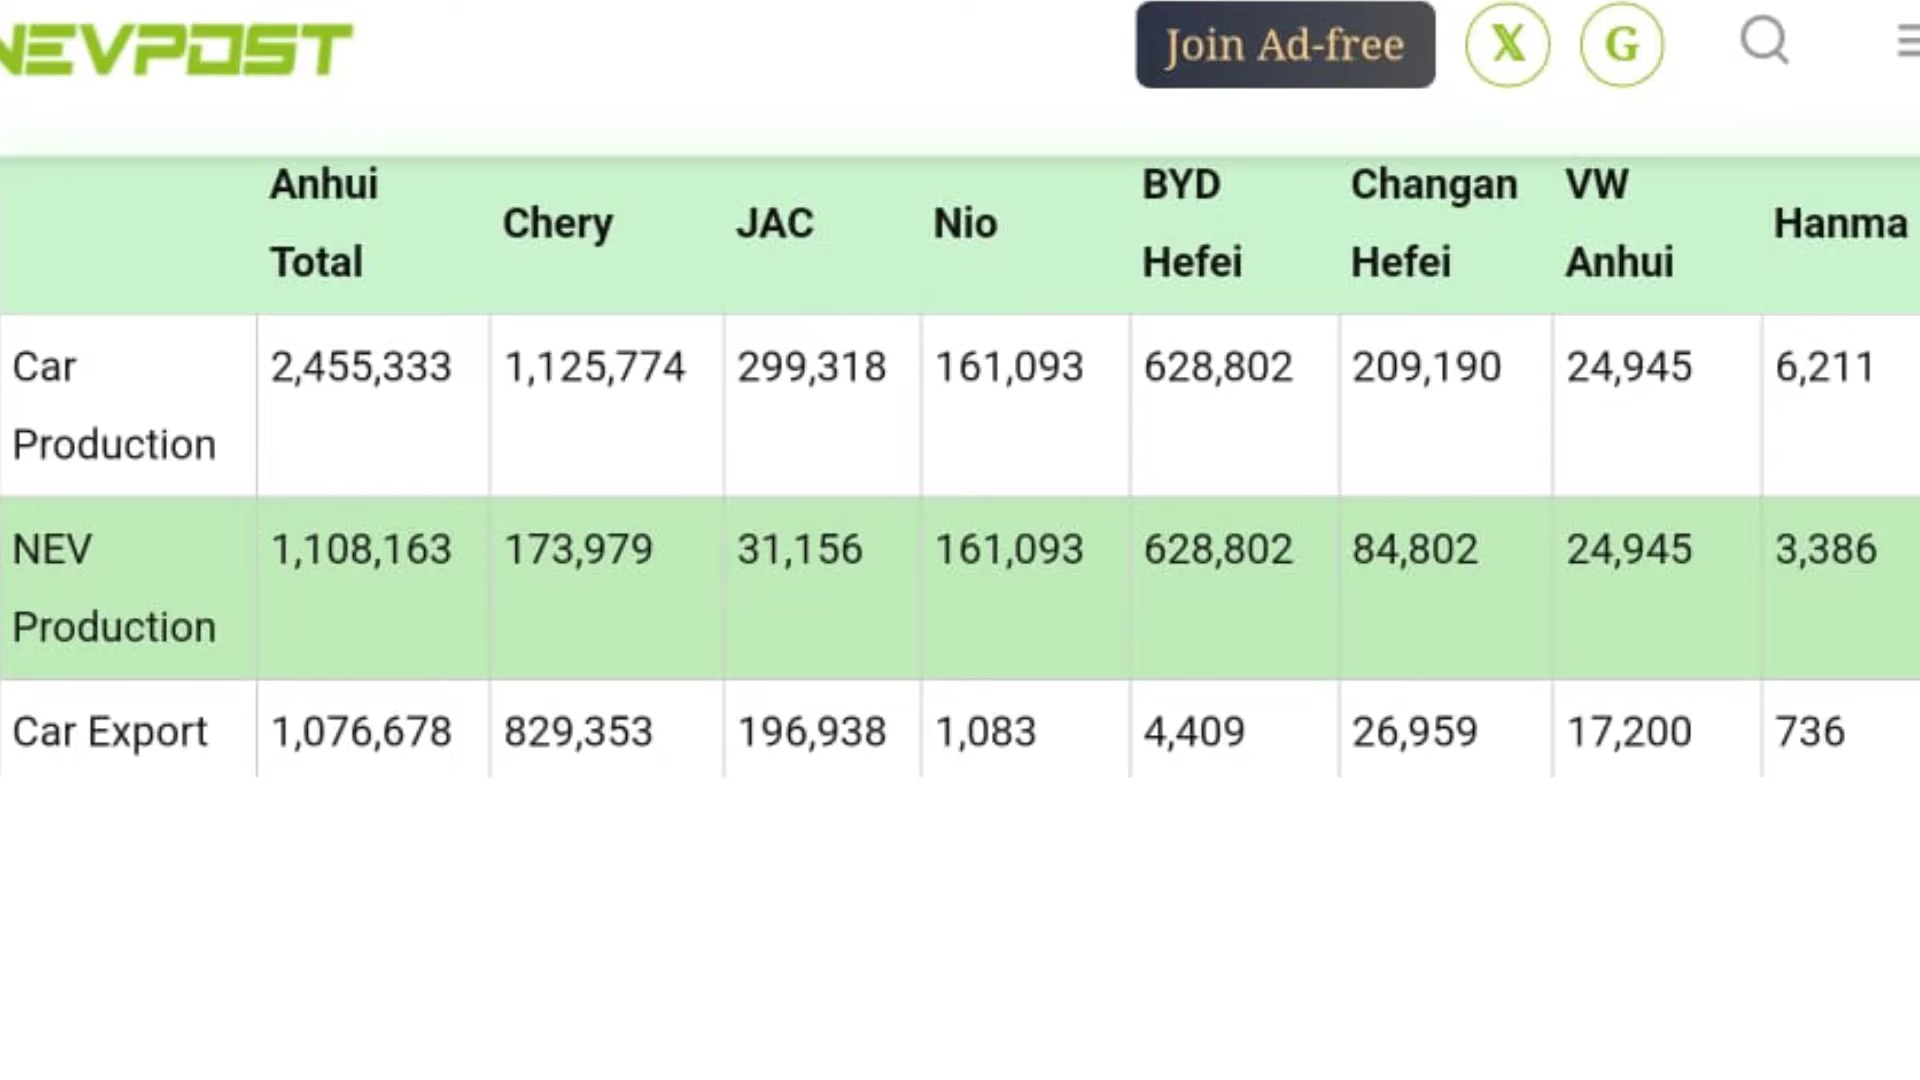 NEVPOST
Join Ad-free
X
G
Anhui Total Chery JAC Nio BYD Hefei Changan Hefei VW Anhui Hanma
Car Production 2,455,333 1,125,774 299,318 161,093 628,802 209,190 24,945 6,211
NEV Production 1,108,163 173,979 31,156 161,093 628,802 84,802 24,945 3,386
Car Export 1,076,678 829,353 196,938 1,083 4,409 26,959 17,200 736